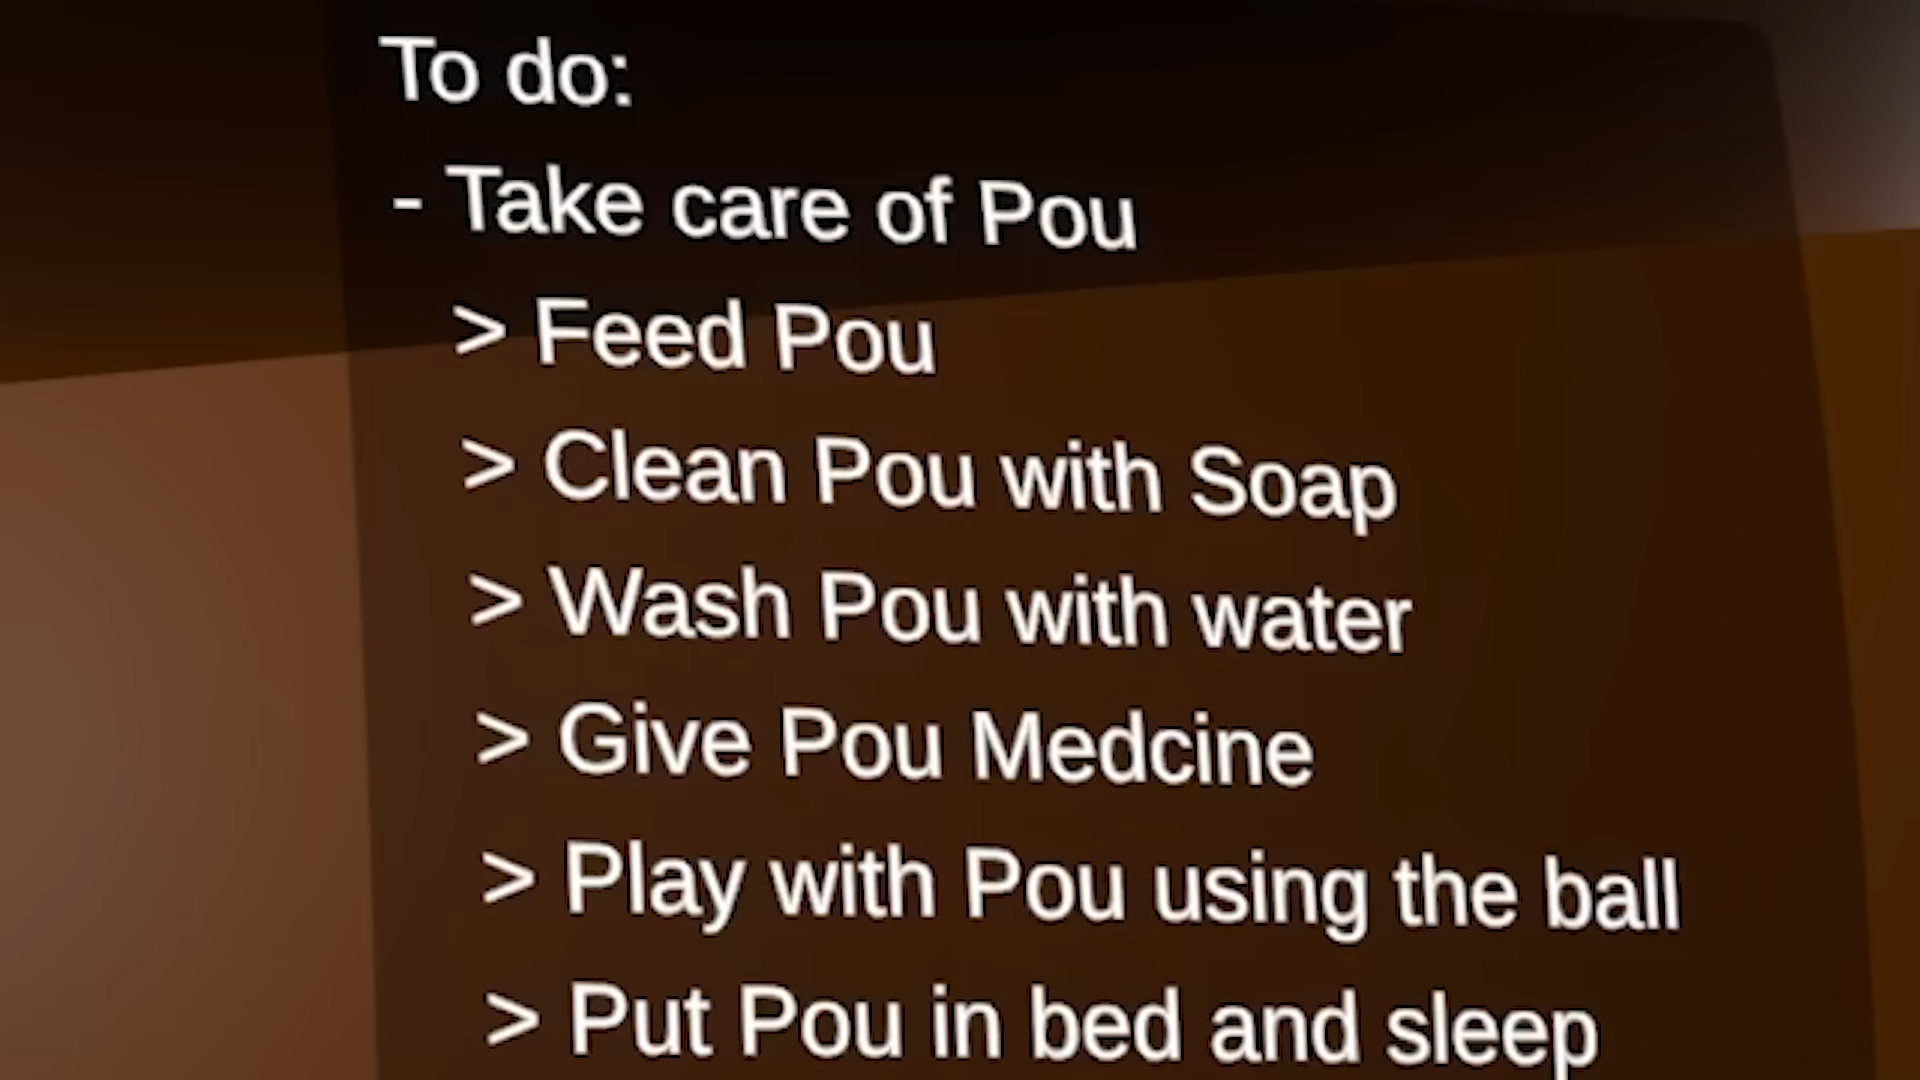 To do:
- Take care of Pou
> Feed Pou
> Clean Pou with Soap
> Wash Pou with water
> Give Pou Medcine
> Play with Pou using the ball
> Put Pou in bed and sleep